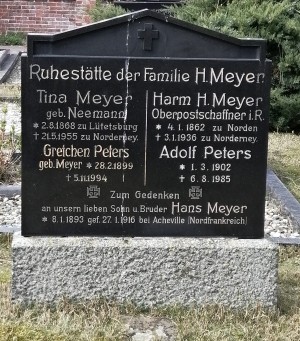 Ruhestätte der Familie H. Meyer.
Tina Meyer
geb. Neemann
* 2.8.1868 zu Lütetsburg
† 21.5.1955 zu Norderney.
Gretchen Peters
geb. Meyer * 28.2.1899
† 5.11.1994
Harm H. Meyer
Oberpostschaffner i.R.
* 4.1.1862 zu Norden
† 3.1.1936 zu Norderney.
Adolf Peters
* 1.3.1902
† 6.8.1985
Zum Gedenken
an unsern lieben Sohn u. Bruder Hans Meyer
* 8.1.1893 gef. 27.1.1916 bei Acheville (Nordfrankreich)